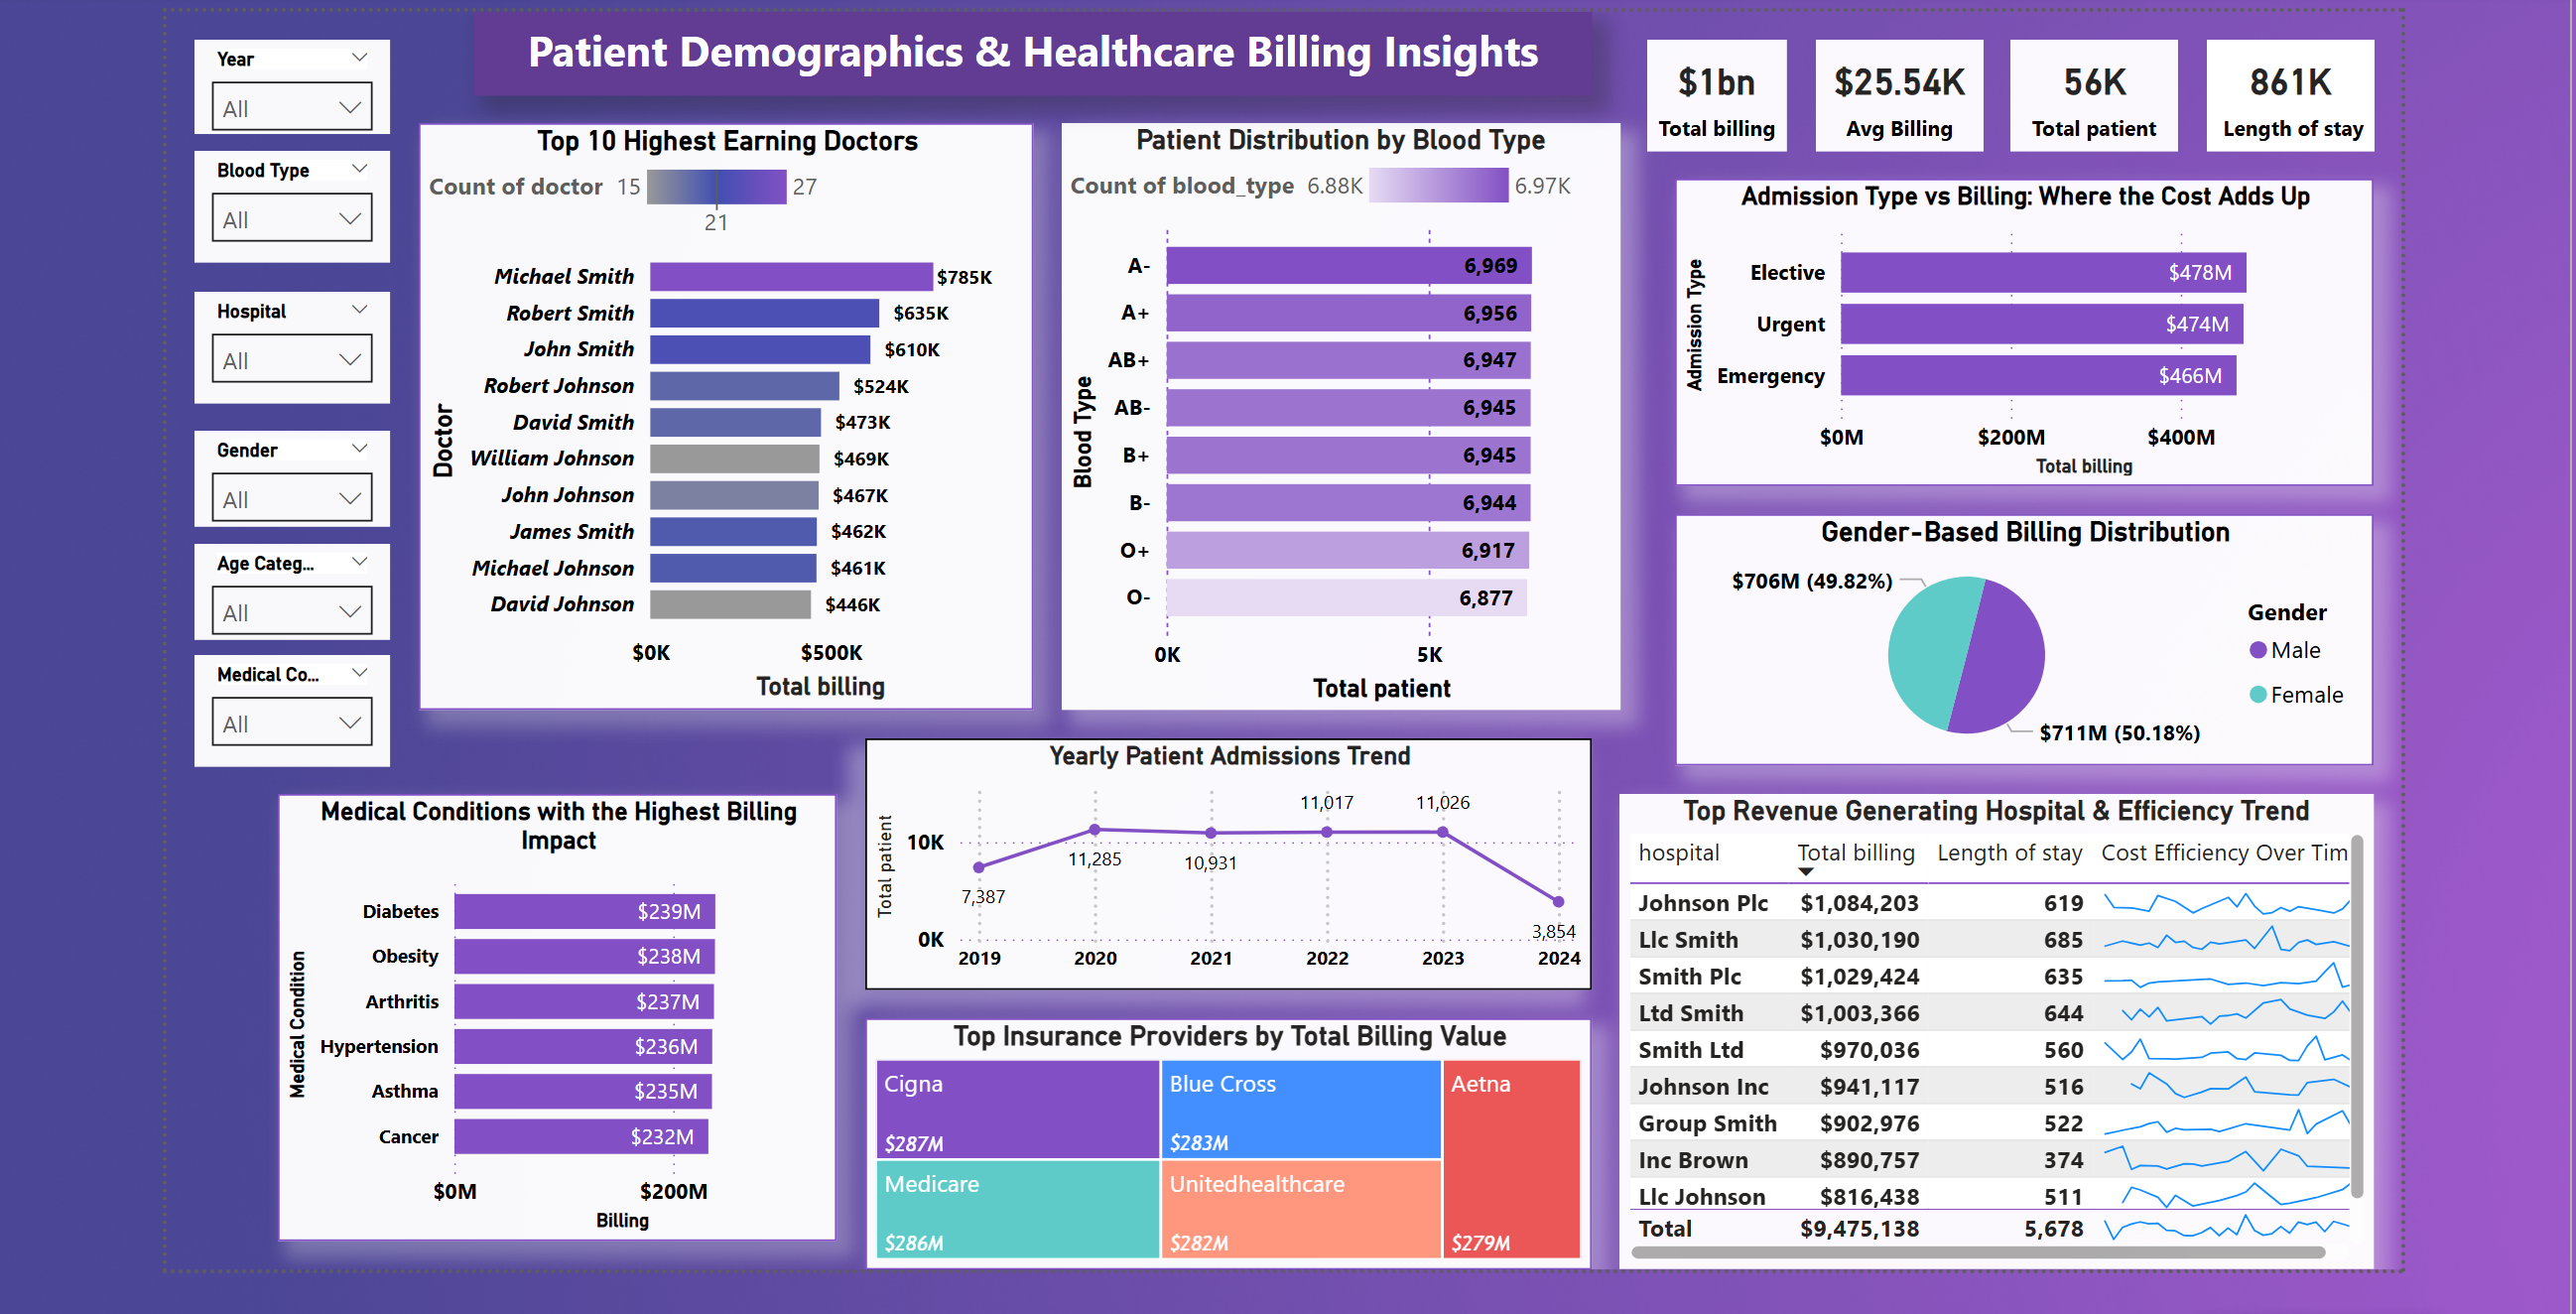 Patient Demographics & Healthcare Billing Insights
Year
All
Blood Type
All
Hospital
All
Gender
All
Age Categ...
All
Medical Co...
All
$1bn
Total billing
$25.54K
Avg Billing
56K
Total patient
861K
Length of stay
Top 10 Highest Earning Doctors
Count of doctor 15 27
21
Doctor
Michael Smith $785K
Robert Smith $635K
John Smith $610K
Robert Johnson $524K
David Smith $473K
William Johnson $469K
John Johnson $467K
James Smith $462K
Michael Johnson $461K
David Johnson $446K
$0K $500K
Total billing
Patient Distribution by Blood Type
Count of blood_type 6.88K 6.97K
Blood Type
A- 6,969
A+ 6,956
AB+ 6,947
AB- 6,945
B+ 6,945
B- 6,944
O+ 6,917
O- 6,877
0K 5K
Total patient
Admission Type vs Billing: Where the Cost Adds Up
Admission Type
Elective $478M
Urgent $474M
Emergency $466M
$0M $200M $400M
Total billing
Gender-Based Billing Distribution
$706M (49.82%)
$711M (50.18%)
Gender
Male
Female
Medical Conditions with the Highest Billing
Impact
Medical Condition
Diabetes $239M
Obesity $238M
Arthritis $237M
Hypertension $236M
Asthma $235M
Cancer $232M
$0M $200M
Billing
Yearly Patient Admissions Trend
Total patient
10K
0K
7,387
11,285
10,931
11,017
11,026
3,854
2019 2020 2021 2022 2023 2024
Top Insurance Providers by Total Billing Value
Cigna
$287M
Medicare
$286M
Blue Cross
$283M
Unitedhealthcare
$282M
Aetna
$279M
Top Revenue Generating Hospital & Efficiency Trend
hospital Total billing Length of stay Cost Efficiency Over Tim
Johnson Plc $1,084,203 619
Llc Smith $1,030,190 685
Smith Plc $1,029,424 635
Ltd Smith $1,003,366 644
Smith Ltd $970,036 560
Johnson Inc $941,117 516
Group Smith $902,976 522
Inc Brown $890,757 374
Llc Johnson $816,438 511
Total $9,475,138 5,678